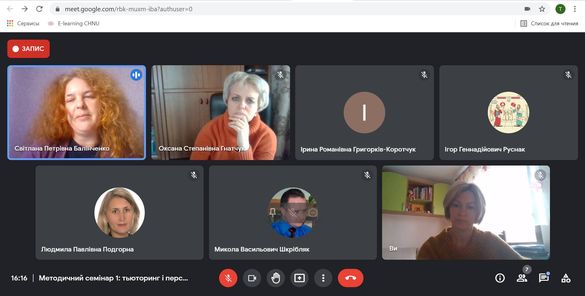 meet.google.com/rbk-muxm-iba?authuser=0
T
Сервисы
E-learning CHNU
Список для чтения
ЗАПИС
Світлана Петрівна Балінченко
Оксана Степанівна Гнатчук
І
Ірина Романівна Григорків-Коротчук
Ігор Геннадійович Руснак
Людмила Павлівна Подгорна
Микола Васильович Шкрібляк
Ви
16:16 | Методичний семінар 1: тьюторинг і перс...
7